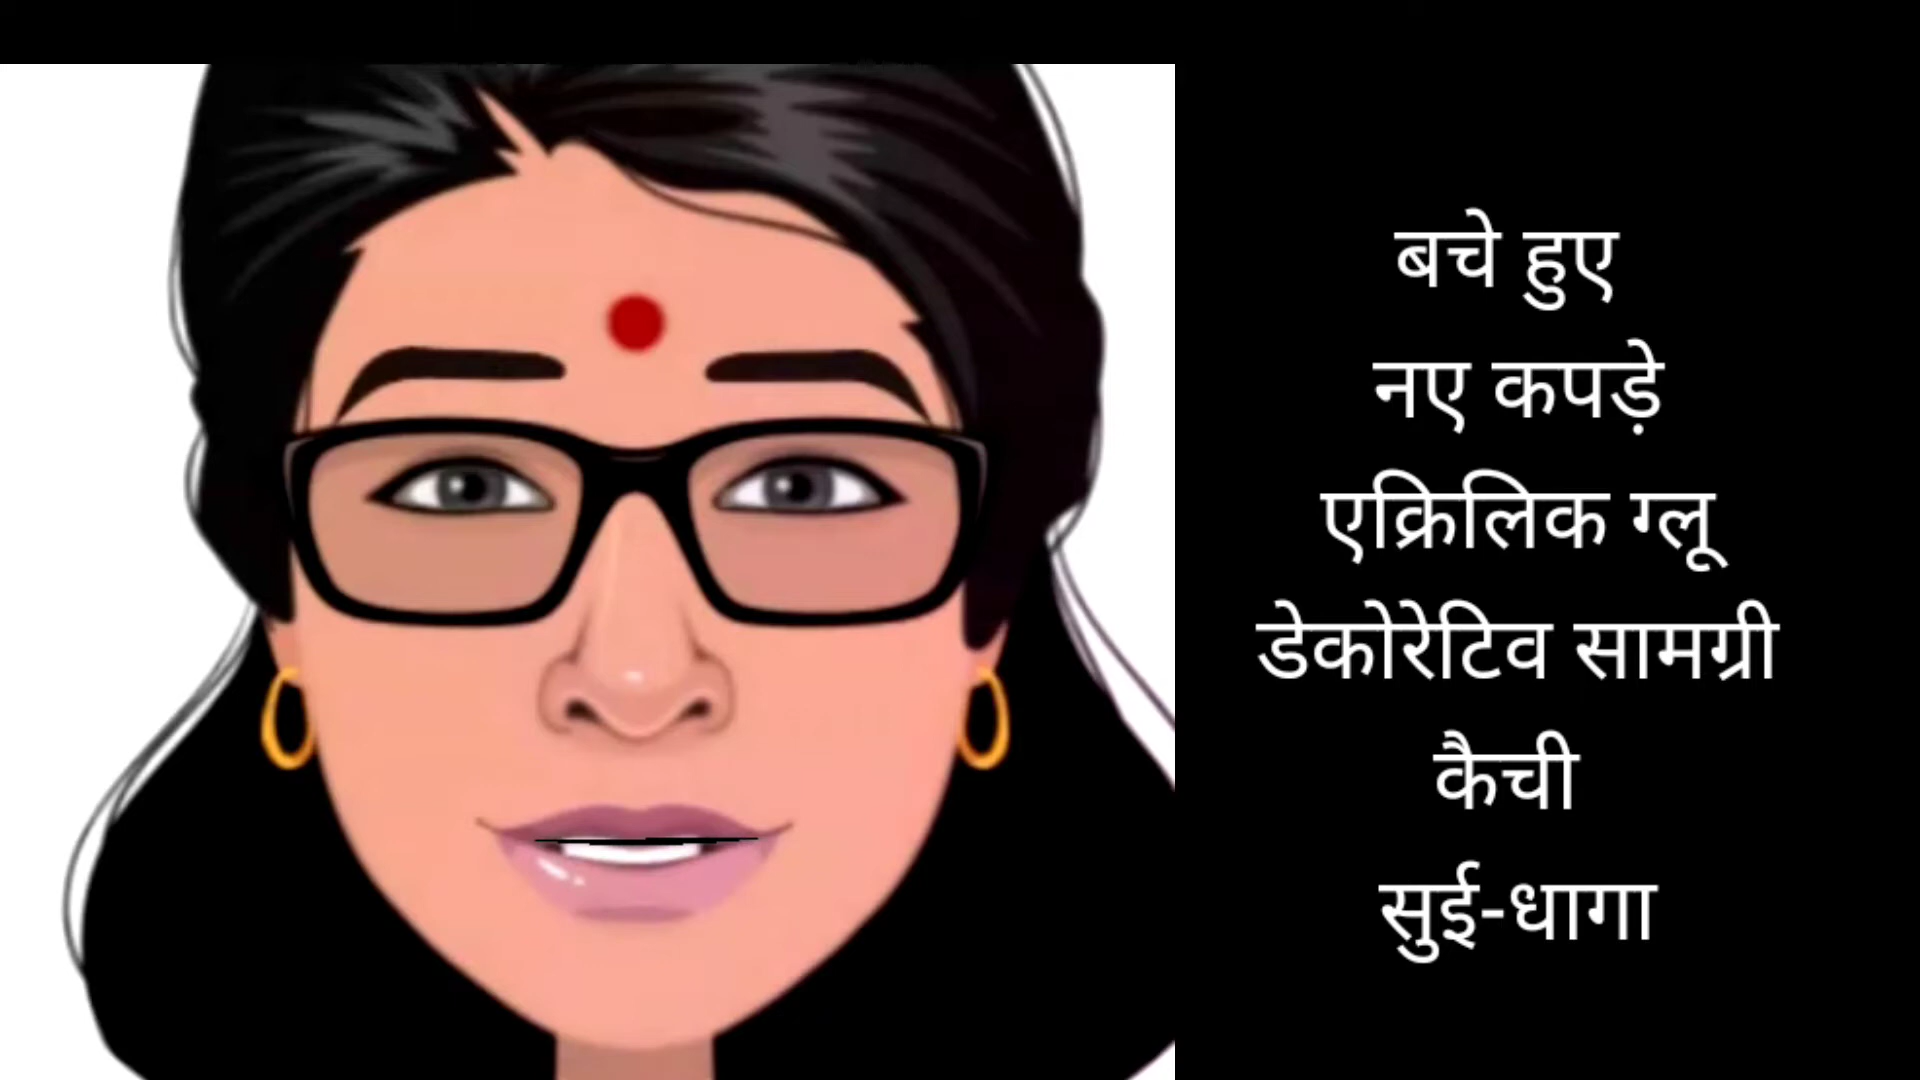 बचे हुए
नए कपड़े
एक्रिलिक ग्लू
डेकोरेटिव सामग्री
कैची
सुई-धागा